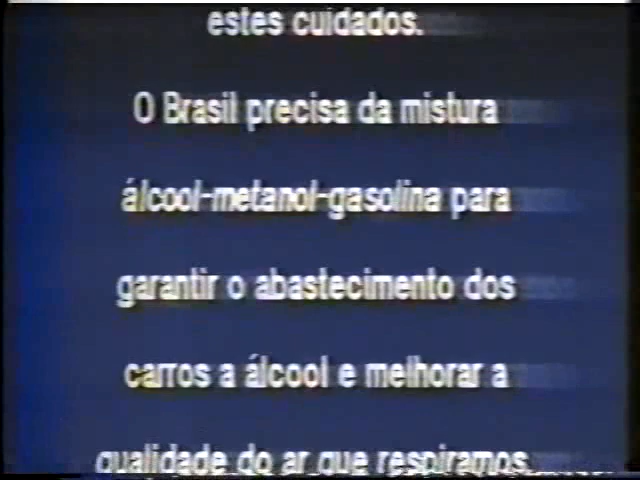 estes cuidados.
O Brasil precisa da mistura
álcool-metanol-gasolina para
garantir o abastecimento dos
carros a álcool e melhorar a
qualidade do ar que respiramos.